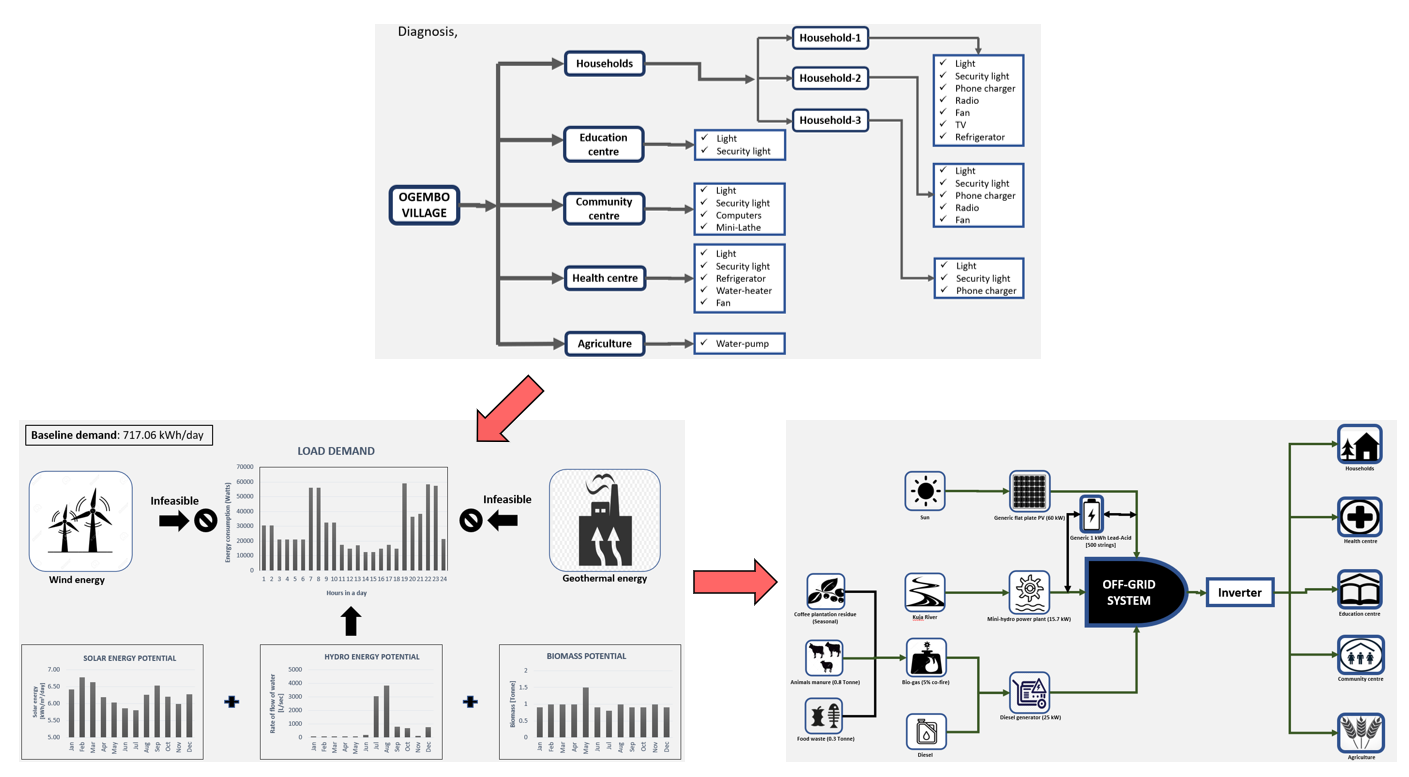 Diagnosis,
OGEMBO
VILLAGE
Households
Education
centre
Community
centre
Health centre
Agriculture
Household-1
Household-2
Household-3
✓ Light
✓ Security light
✓ Phone charger
✓ Radio
✓ Fan
✓ TV
✓ Refrigerator
✓ Light
✓ Security light
✓ Phone charger
✓ Radio
✓ Fan
✓ Light
✓ Security light
✓ Phone charger
✓ Light
✓ Security light
✓ Light
✓ Security light
✓ Computers
✓ Mini-Lathe
✓ Light
✓ Security light
✓ Refrigerator
✓ Water-heater
✓ Fan
✓ Water-pump
Baseline demand: 717.06 kWh/day
Wind energy
Infeasible
LOAD DEMAND
Energy consumption (Watts)
70000
60000
50000
40000
30000
20000
10000
0
1 2 3 4 5 6 7 8 9 10 11 12 13 14 15 16 17 18 19 20 21 22 23 24
Hours in a day
Infeasible
Geothermal energy
SOLAR ENERGY POTENTIAL
Solar energy
(kWh/m²/day)
7.00
6.50
6.00
5.50
5.00
Jan Feb Mar Apr May Jun Jul Aug Sep Oct Nov Dec
HYDRO ENERGY POTENTIAL
Rate of flow of water
(L/sec)
5000
4000
3000
2000
1000
0
Jan Feb Mar Apr May Jun Jul Aug Sep Oct Nov Dec
BIOMASS POTENTIAL
Biomass (Tonne)
2
1.5
1
0.5
0
Jan Feb Mar Apr May Jun Jul Aug Sep Oct Nov Dec
Sun
Generic flat plate PV (60 kW)
Generic 1 kWh Lead-Acid
[500 strings]
Coffee plantation residue
(Seasonal)
Kuja River
Mini-hydro power plant (15.7 kW)
OFF-GRID
SYSTEM
Inverter
Animals manure (0.8 Tonne)
Bio-gas (5% co-fire)
Diesel generator (25 kW)
Food waste (0.3 Tonne)
Diesel
Households
Health centre
Education centre
Community centre
Agriculture